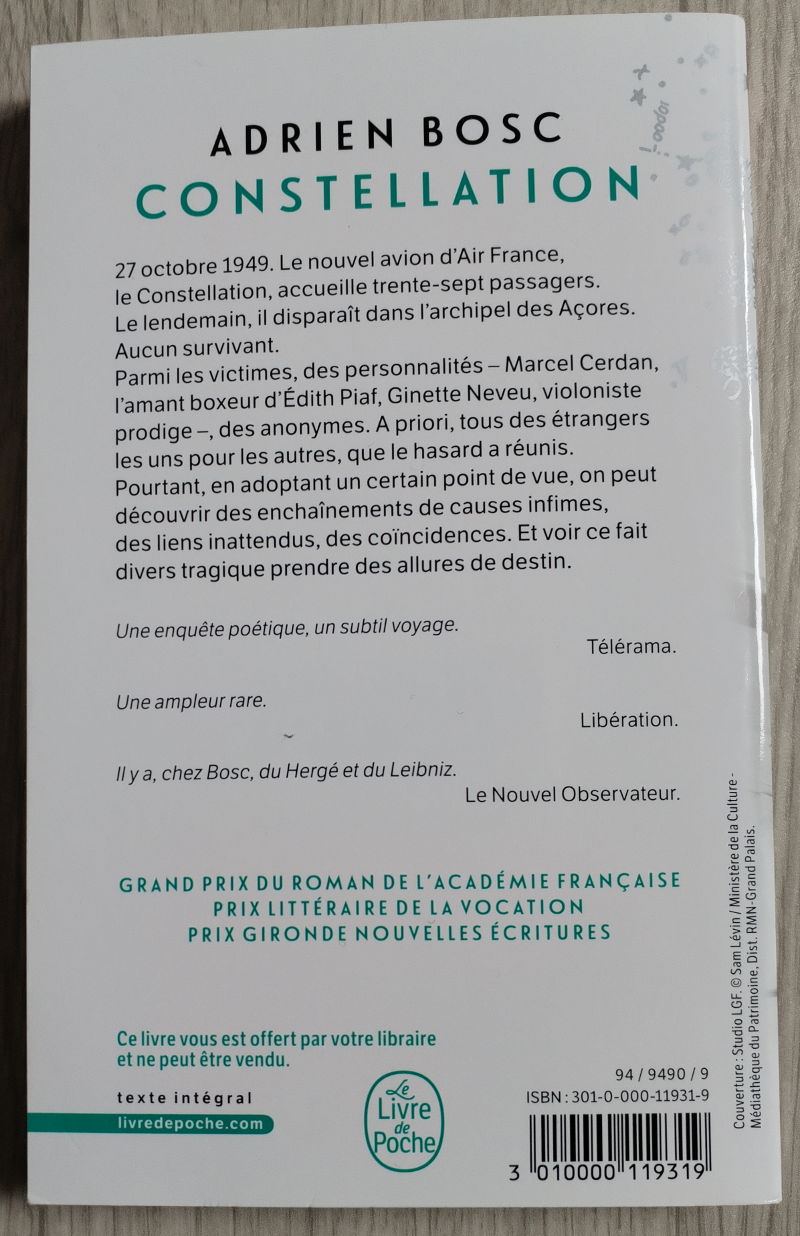 ADRIEN BOSC
CONSTELLATION
27 octobre 1949. Le nouvel avion d'Air France,
le Constellation, accueille trente-sept passagers.
Le lendemain, il disparaît dans l'archipel des Açores.
Aucun survivant.
Parmi les victimes, des personnalités – Marcel Cerdan,
l'amant boxeur d'Édith Piaf, Ginette Neveu, violoniste
prodige –, des anonymes. A priori, tous des étrangers
les uns pour les autres, que le hasard a réunis.
Pourtant, en adoptant un certain point de vue, on peut
découvrir des enchaînements de causes infimes,
des liens inattendus, des coïncidences. Et voir ce fait
divers tragique prendre des allures de destin.
Une enquête poétique, un subtil voyage.
Télérama.
Une ampleur rare.
Libération.
Il y a, chez Bosc, du Hergé et du Leibniz.
Le Nouvel Observateur.
GRAND PRIX DU ROMAN DE L'ACADÉMIE FRANÇAISE
PRIX LITTÉRAIRE DE LA VOCATION
PRIX GIRONDE NOUVELLES ÉCRITURES
Ce livre vous est offert par votre libraire
et ne peut être vendu.
texte intégral
livredepoche.com
Le
Livre
de
Poche
94 / 9490 / 9
ISBN : 301-0-000-11931-9
3 010000 119319
Couverture : Studio LGF. © Sam Lévin / Ministère de la Culture -
Médiathèque du Patrimoine, Dist. RMN-Grand Palais.